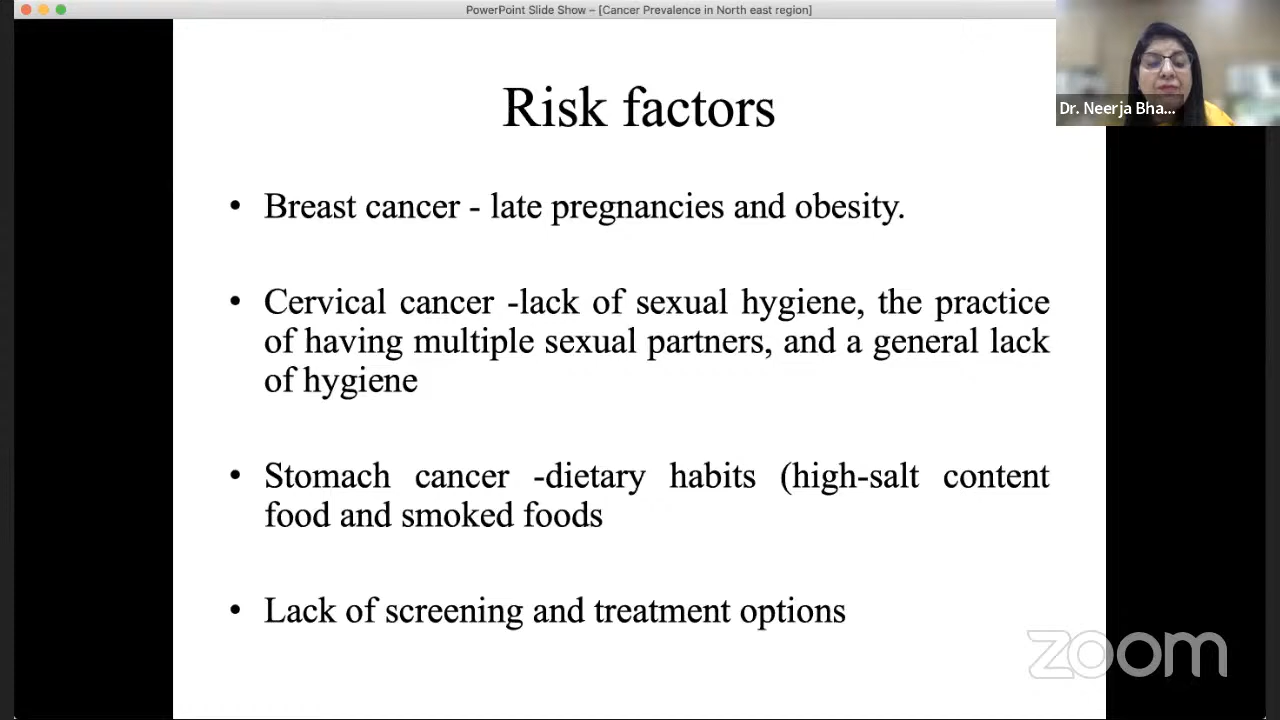 PowerPoint Slide Show – [Cancer Prevalence in North east region]
Dr. Neerja Bha...
Risk factors
• Breast cancer - late pregnancies and obesity.
• Cervical cancer -lack of sexual hygiene, the practice
of having multiple sexual partners, and a general lack
of hygiene
• Stomach cancer -dietary habits (high-salt content
food and smoked foods
• Lack of screening and treatment options
zoom